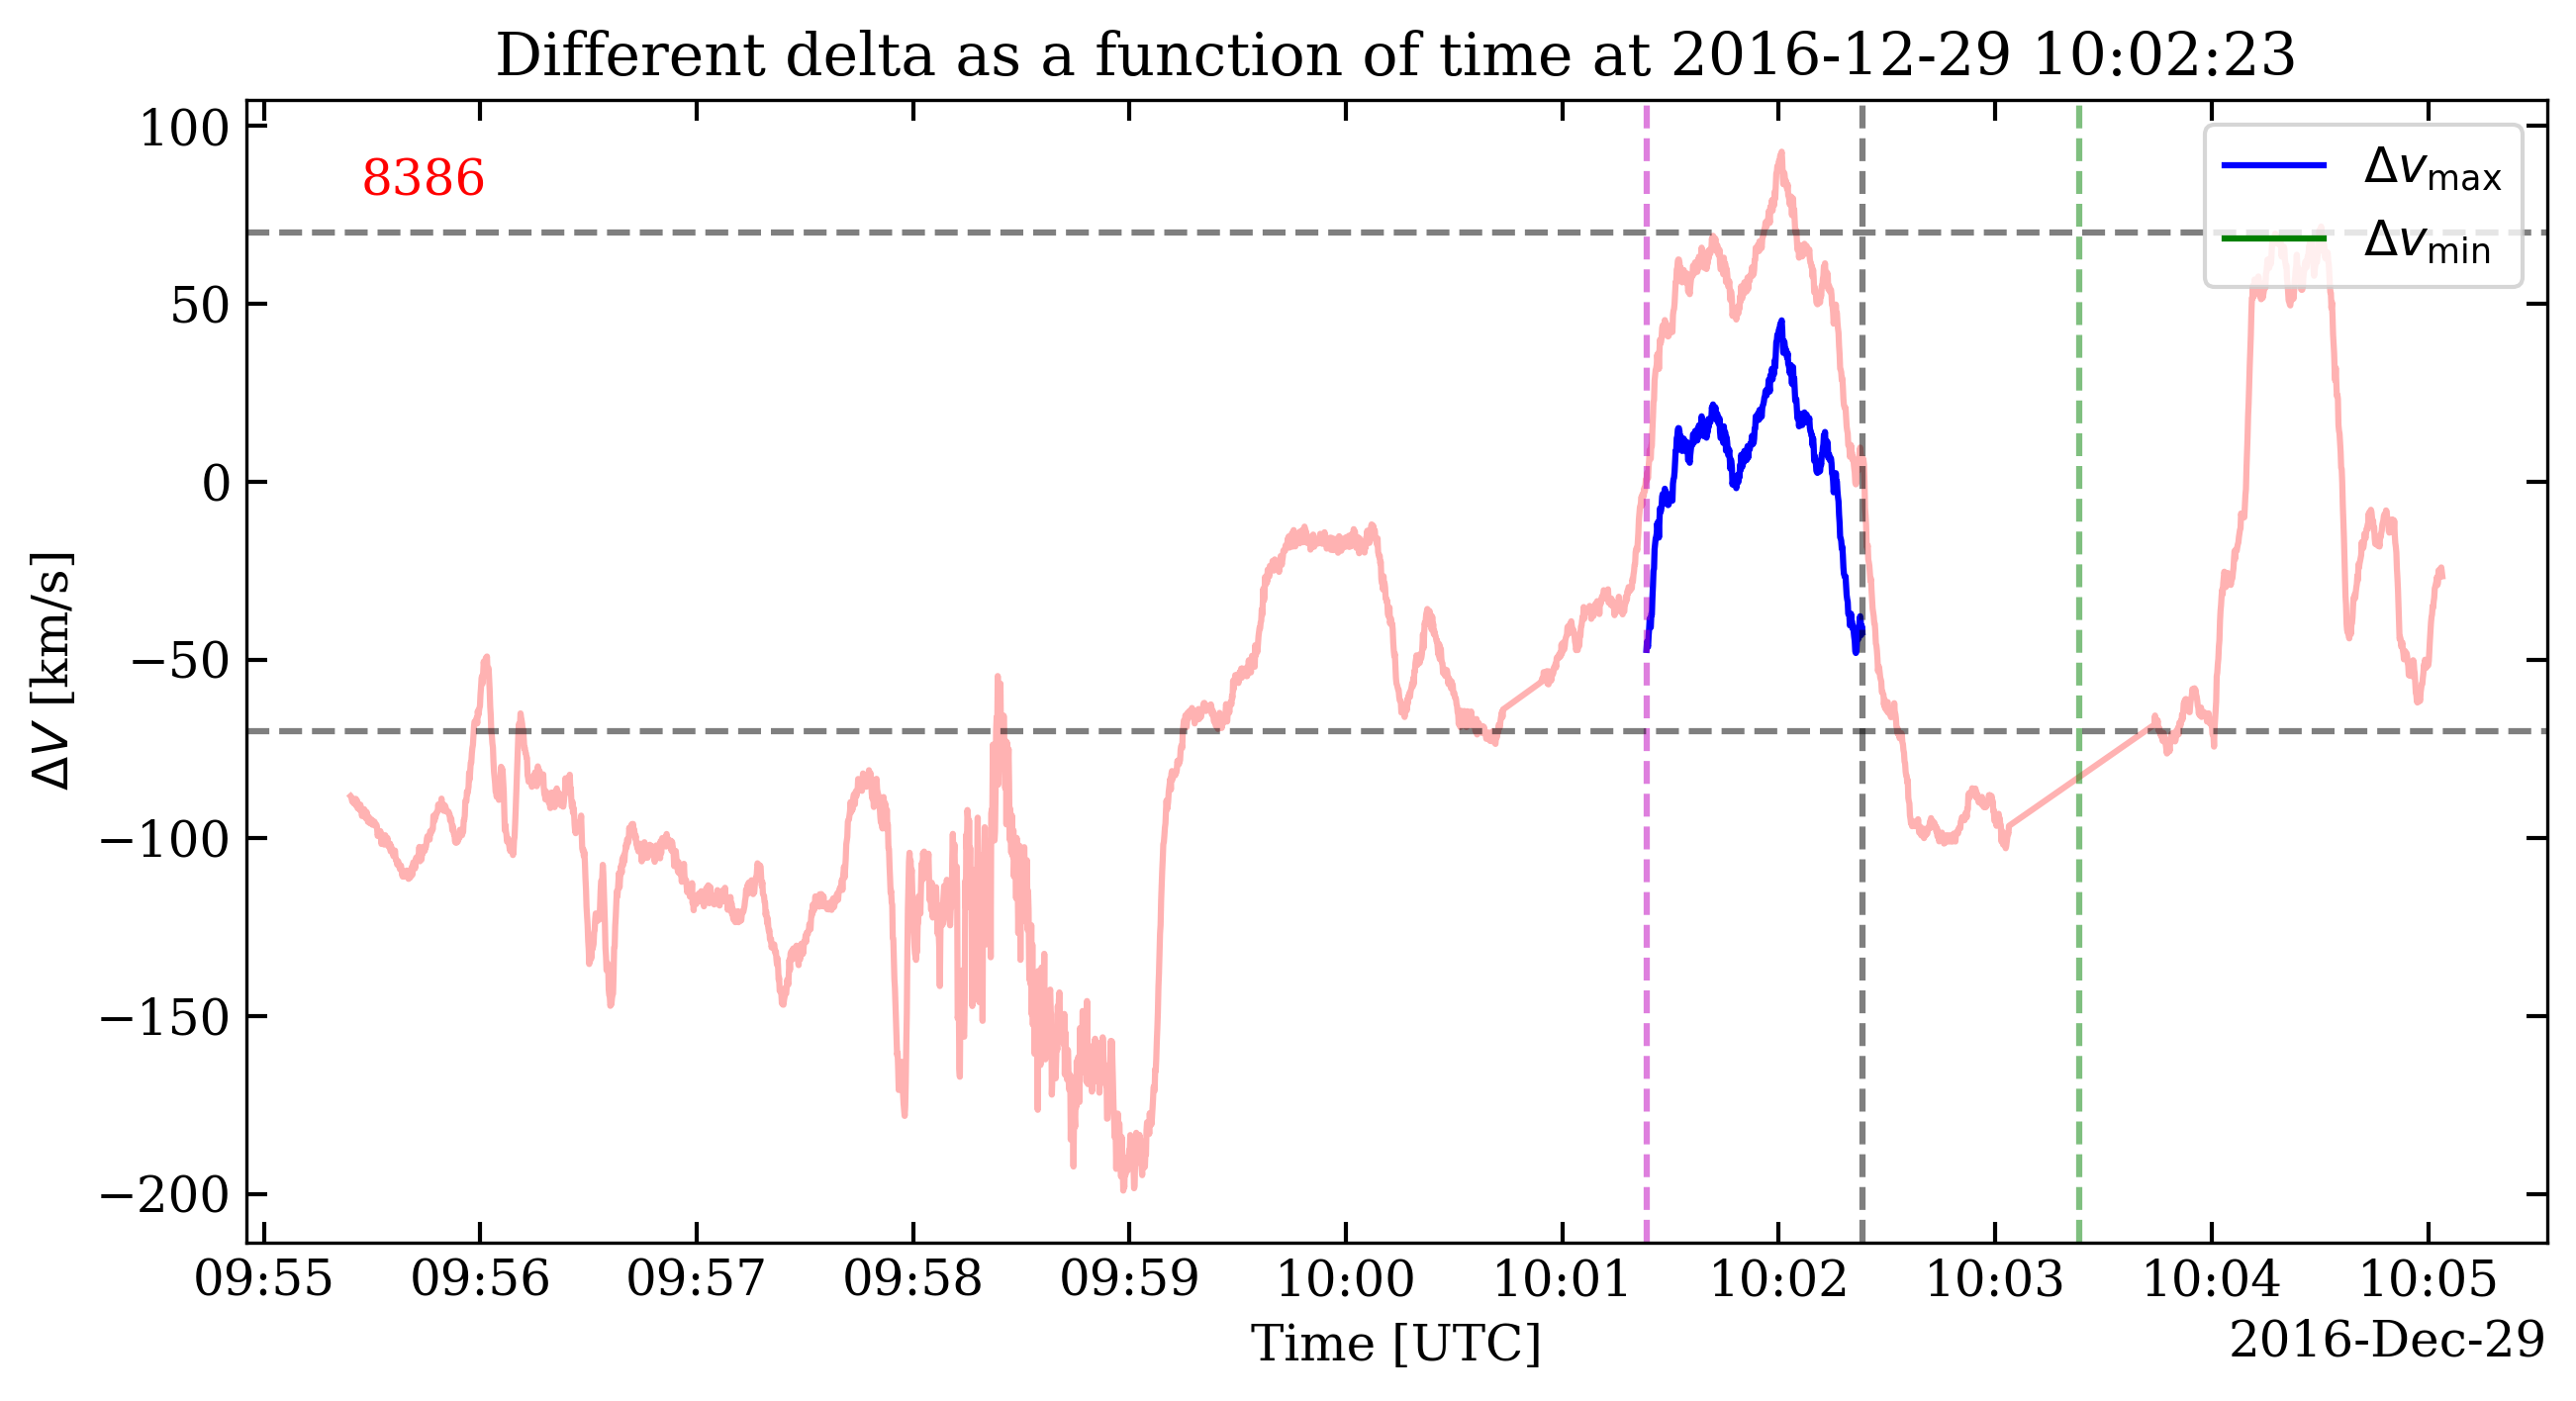 Different delta as a function of time at 2016-12-29 10:02:23
8386
Δv_max
Δv_min
ΔV [km/s]
100
50
0
−50
−100
−150
−200
09:55 09:56 09:57 09:58 09:59 10:00 10:01 10:02 10:03 10:04 10:05
Time [UTC]
2016-Dec-29